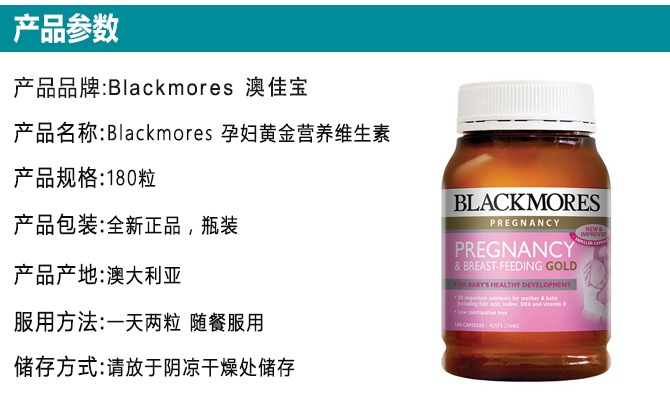 产品参数
产品品牌:Blackmores 澳佳宝
产品名称:Blackmores 孕妇黄金营养维生素
产品规格:180粒
产品包装:全新正品，瓶装
产品产地:澳大利亚
服用方法:一天两粒 随餐服用
储存方式:请放于阴凉干燥处储存
BLACKMORES
PREGNANCY
NEW & IMPROVED
SMALLER CAPSULE
PREGNANCY
& BREAST-FEEDING GOLD
FOR BABY'S HEALTHY DEVELOPMENT
important nutrients for mother & baby
including folic acid, iodine, DHA and vitamin D
• Low constipation iron
CAPSULES